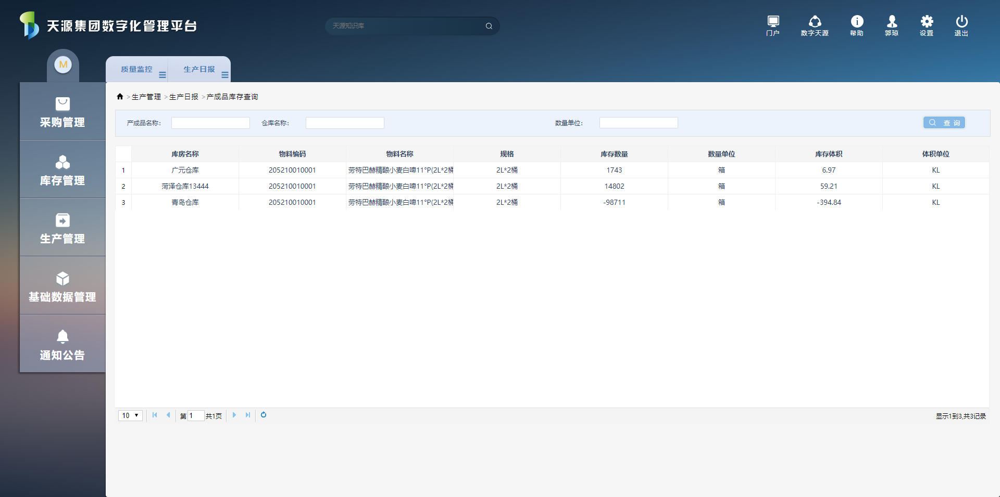 天源集团数字化管理平台
天源知识库
门户 数字天源 帮助 郭琼 设置 退出
M
质量监控 生产日报
采购管理
库存管理
生产管理
基础数据管理
通知公告
>生产管理 >生产日报 >产成品库存查询
产成品名称: 仓库名称: 数量单位: 查 询
库房名称 物料编码 物料名称 规格 库存数量 数量单位 库存体积 体积单位
1 广元仓库 205210010001 劳特巴赫精酿小麦白啤11°P(2L*2桶 2L*2桶 1743 箱 6.97 KL
2 菏泽仓库13444 205210010001 劳特巴赫精酿小麦白啤11°P(2L*2桶 2L*2桶 14802 箱 59.21 KL
3 青岛仓库 205210010001 劳特巴赫精酿小麦白啤11°P(2L*2桶 2L*2桶 -98711 箱 -394.84 KL
10 第 1 共1页 显示1到3,共3记录